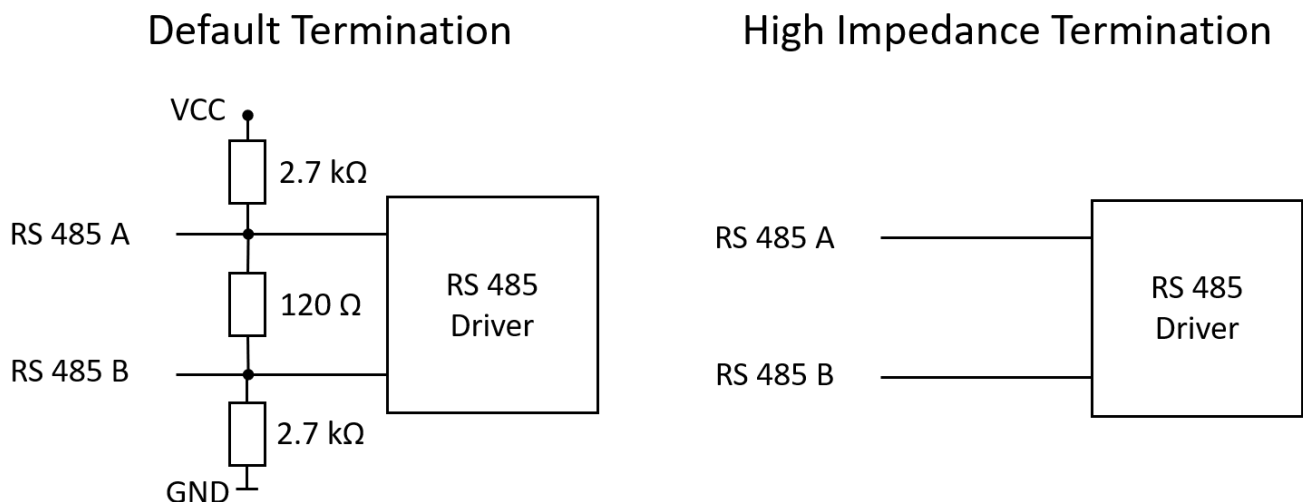 Default Termination
VCC
2.7 kΩ
RS 485 A
120 Ω
RS 485
Driver
RS 485 B
2.7 kΩ
GND
High Impedance Termination
RS 485 A
RS 485
Driver
RS 485 B